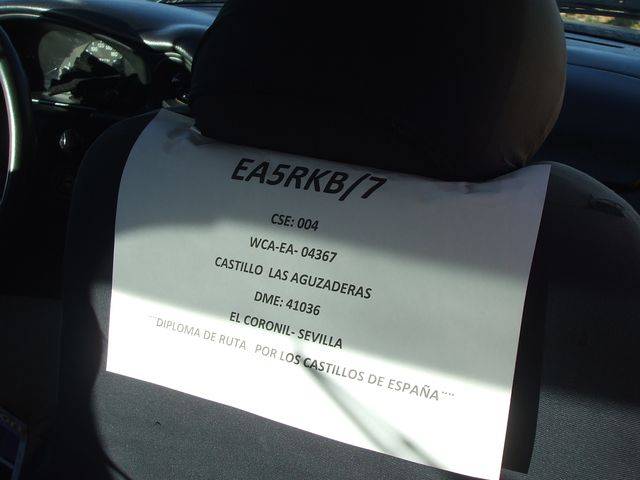 EA5RKB/7
CSE: 004
WCA-EA- 04367
CASTILLO LAS AGUZADERAS
DME: 41036
EL CORONIL- SEVILLA
¨¨DIPLOMA DE RUTA POR LOS CASTILLOS DE ESPAÑA¨¨